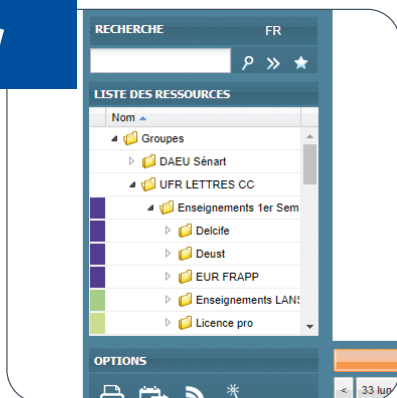 RECHERCHE FR
LISTE DES RESSOURCES
Nom
Groupes
DAEU Sénart
UFR LETTRES CC
Enseignements 1er Sem
Delcife
Deust
EUR FRAPP
Enseignements LANS
Licence pro
OPTIONS
< 33 lun